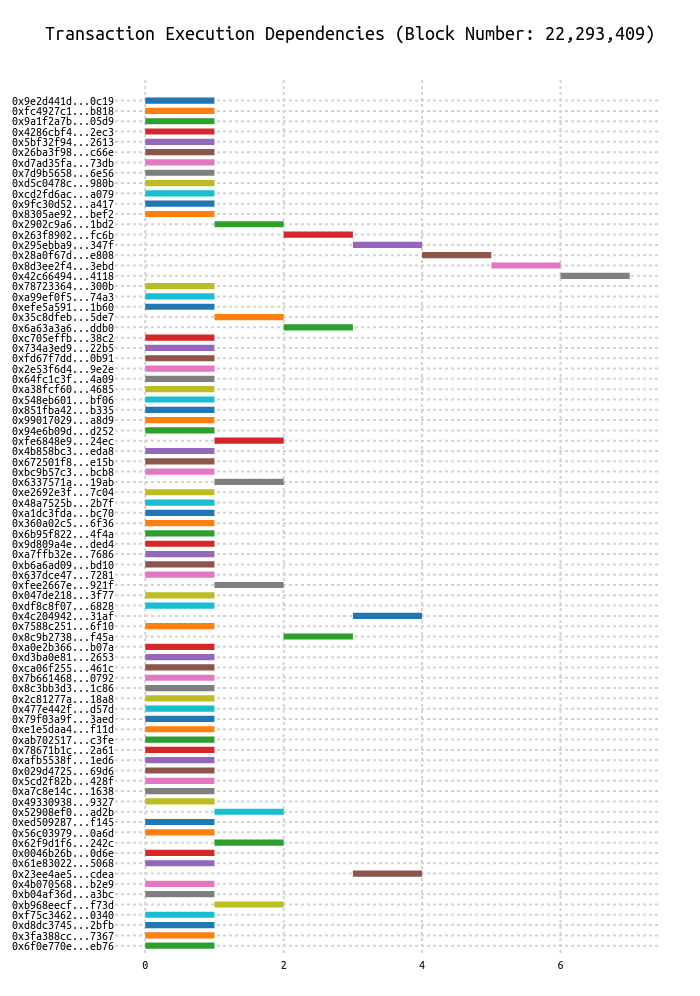 Transaction Execution Dependencies (Block Number: 22,293,409)
0x9e2d441d...0c19
0xfc4927c1...b818
0x9a1f2a7b...05d9
0x4286cbf4...2ec3
0x5bf32f94...2613
0x26ba3f98...c66e
0xd7ad35fa...73db
0x7d9b5658...6e56
0xd5c0478c...980b
0xcd2fd6ac...a079
0x9fc30d52...a417
0x8305ae92...bef2
0x2902c9a6...1bd2
0x263f8902...fc6b
0x295ebba9...347f
0x28a0f67d...e808
0x8d3ee2f4...3ebd
0x42c66494...4118
0x78723364...300b
0xa99ef0f5...74a3
0xefe5a591...1b60
0x35c8dfeb...5de7
0x6a63a3a6...ddb0
0xc705effb...38c2
0x734a3ed9...22b5
0xfd67f7dd...0b91
0x2e53f6d4...9e2e
0x64fc1c3f...4a09
0xa38fcf60...4685
0x548eb601...bf06
0x851fba42...b335
0x99017029...a8d9
0x94e6b09d...d252
0xfe6848e9...24ec
0x4b858bc3...eda8
0x672501f8...e15b
0xbc9b57c3...bcb8
0x6337571a...19ab
0xe2692e3f...7c04
0x48a7525b...2b7f
0xa1dc3fda...bc70
0x360a02c5...6f36
0x6b95f822...4f4a
0x9d809a4e...ded4
0xa7ffb32e...7686
0xb6a6ad09...bd10
0x637dce47...7281
0xfee2667e...921f
0x047de218...3f77
0xdf8c8f07...6828
0x4c204942...31af
0x7588c251...6f10
0x8c9b2738...f45a
0xa0e2b366...b07a
0xd3ba0e81...2653
0xca06f255...461c
0x7b661468...0792
0x8c3bb3d3...1c86
0x2c81277a...18a8
0x477e442f...d57d
0x79f03a9f...3aed
0xe1e5daa4...f11d
0xab702517...c3fe
0x78671b1c...2a61
0xafb5538f...1ed6
0x029d4725...69d6
0x5cd2f82b...428f
0xa7c8e14c...1638
0x49330938...9327
0x52908ef0...ad2b
0xed509287...f145
0x56c03979...0a6d
0x62f9d1f6...242c
0x0046b26b...0d6e
0x61e83022...5068
0x23ee4ae5...cdea
0x4b070568...b2e9
0xb04af36d...a3bc
0xb968eecf...f73d
0xf75c3462...0340
0xd8dc3745...2bfb
0x3fa388cc...7367
0x6f0e770e...eb76
0 2 4 6